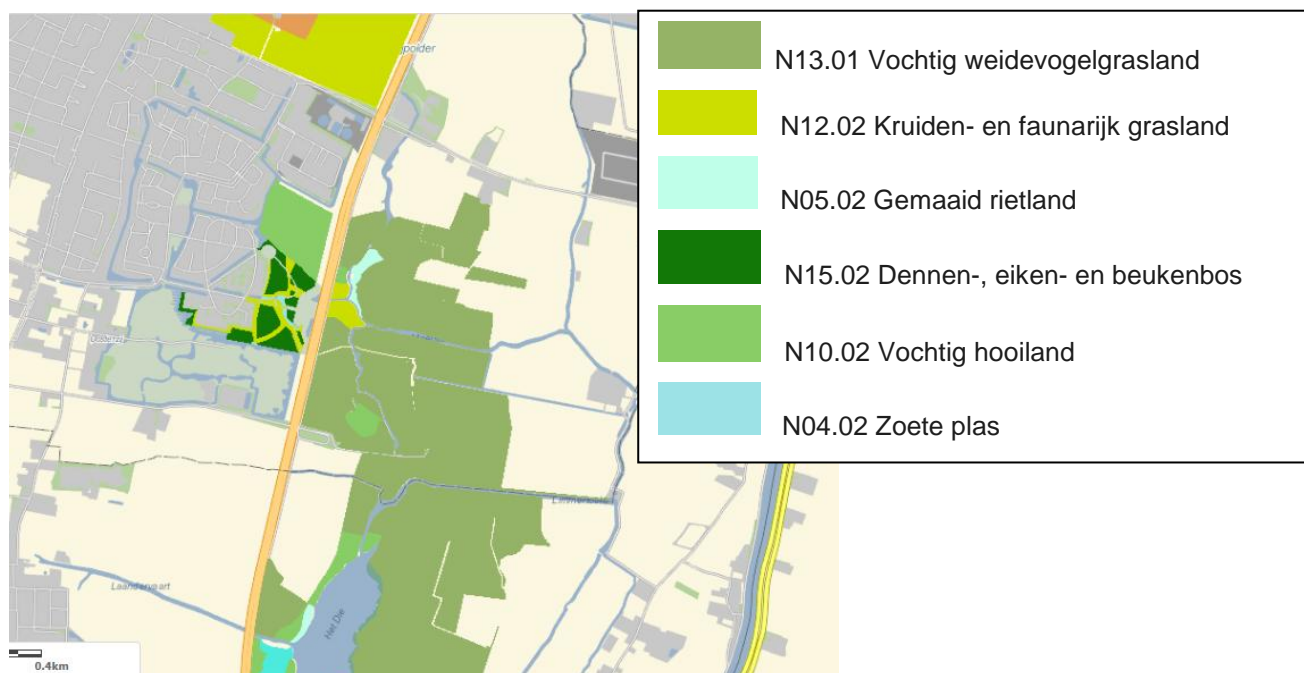 polder
N13.01 Vochtig weidevogelgrasland
N12.02 Kruiden- en faunarijk grasland
N05.02 Gemaaid rietland
N15.02 Dennen-, eiken- en beukenbos
N10.02 Vochtig hooiland
N04.02 Zoete plas
Laandervaart
Het Die
0.4km